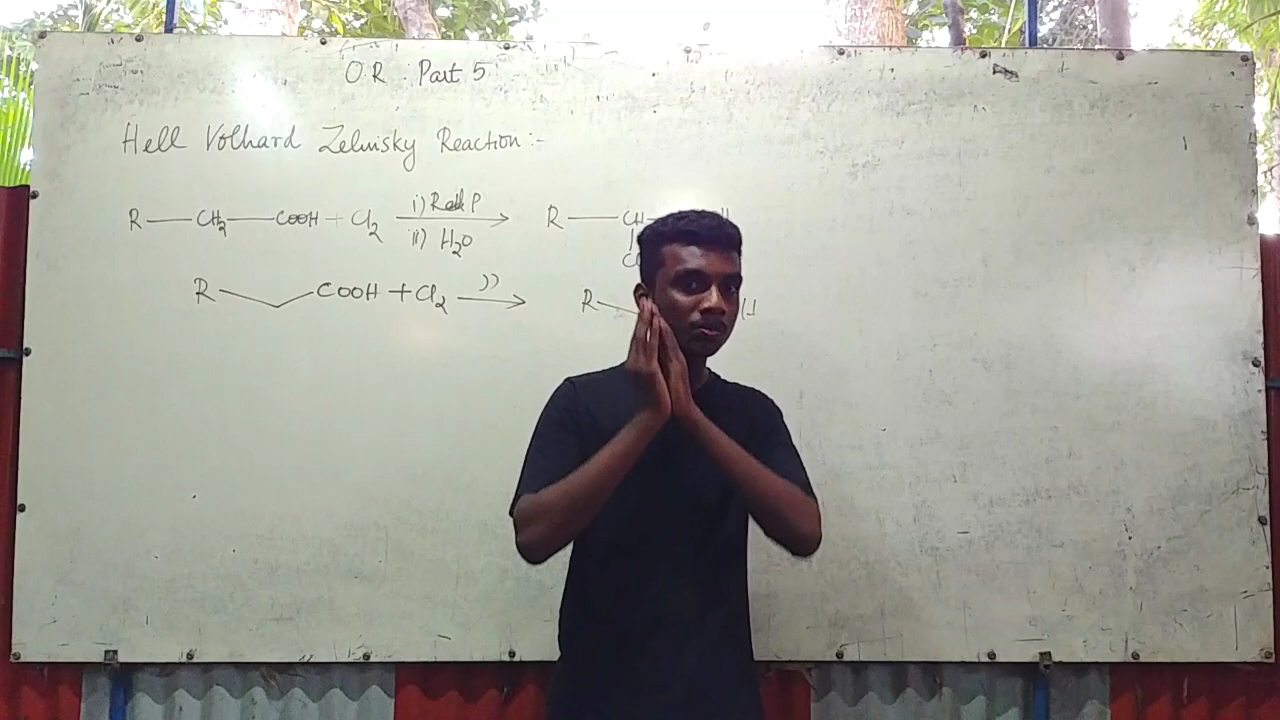 O.R. Part 5
Hell Volhard Zelinsky Reaction:-
R—CH₂—COOH + Cl₂ i) Red P ii) H₂O → R—CH—
R COOH + Cl₂ '' → R